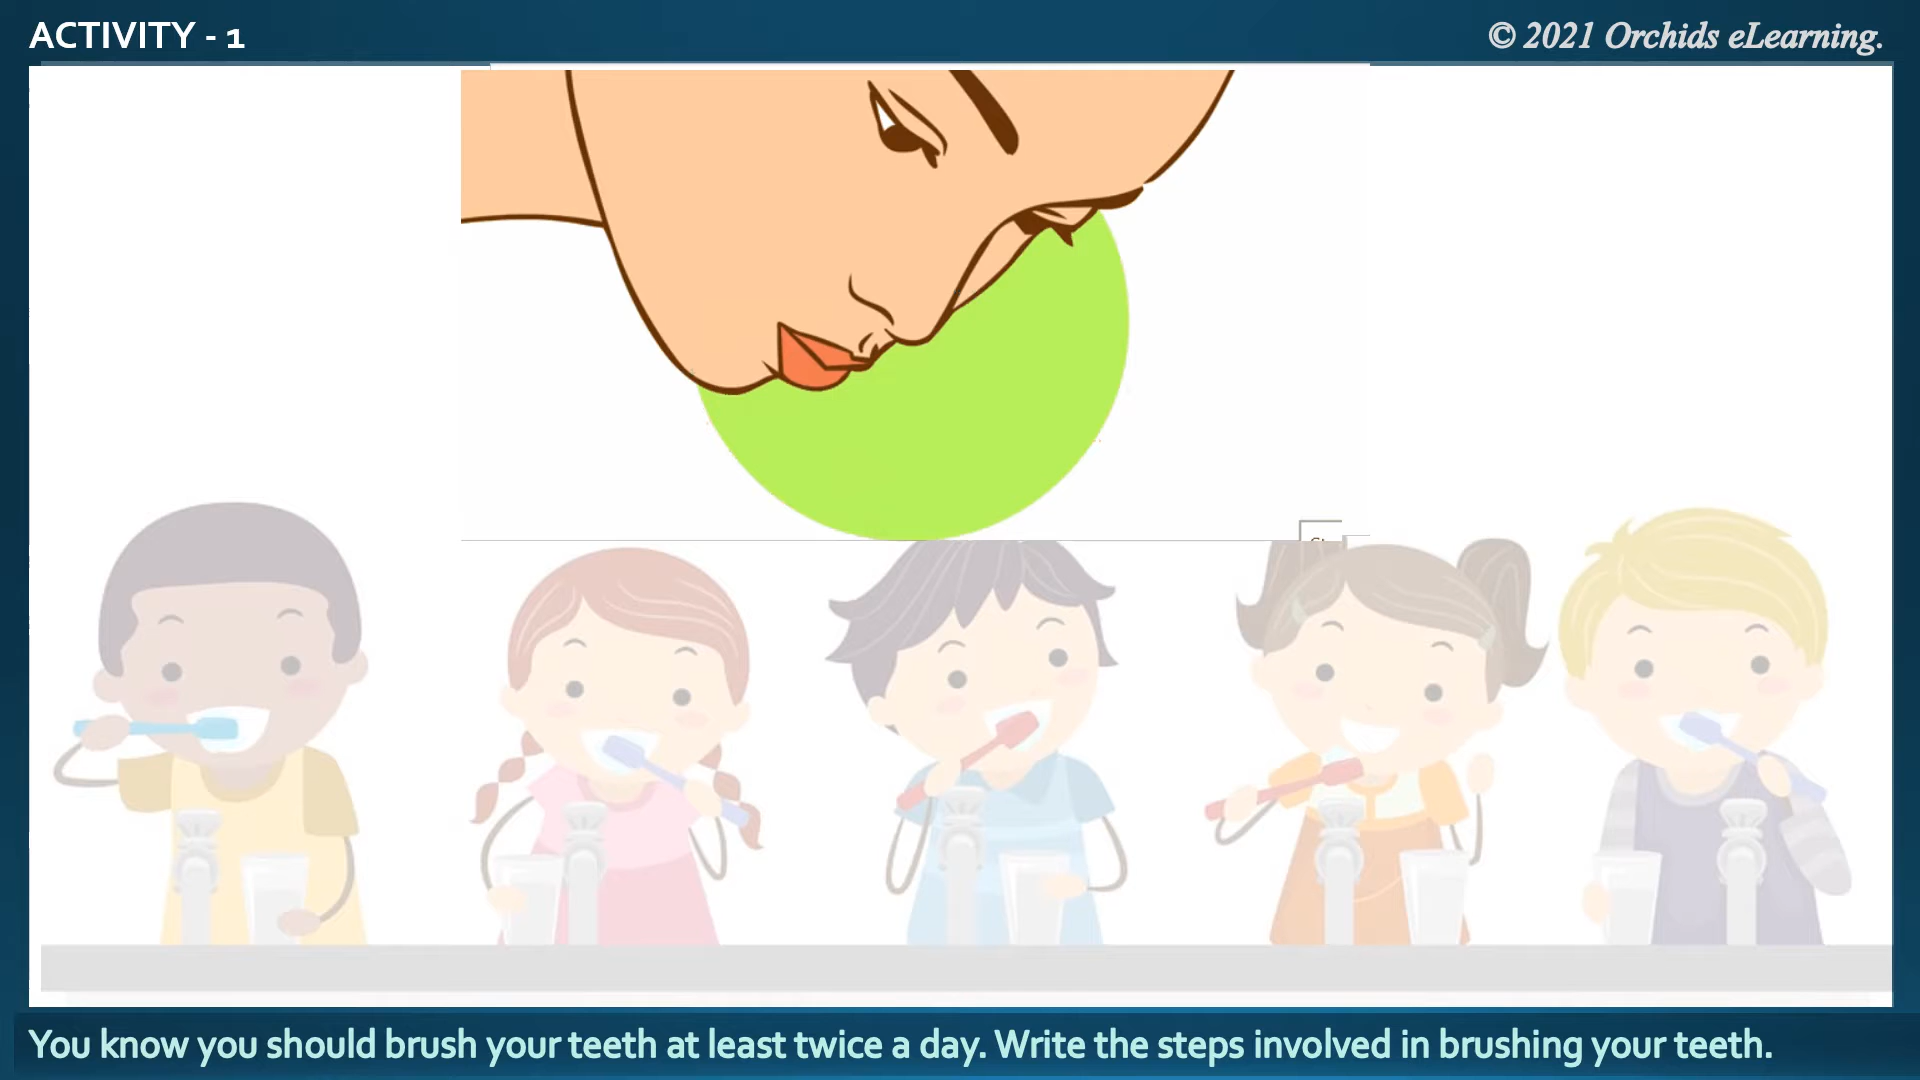 ACTIVITY - 1
© 2021 Orchids eLearning.
You know you should brush your teeth at least twice a day. Write the steps involved in brushing your teeth.